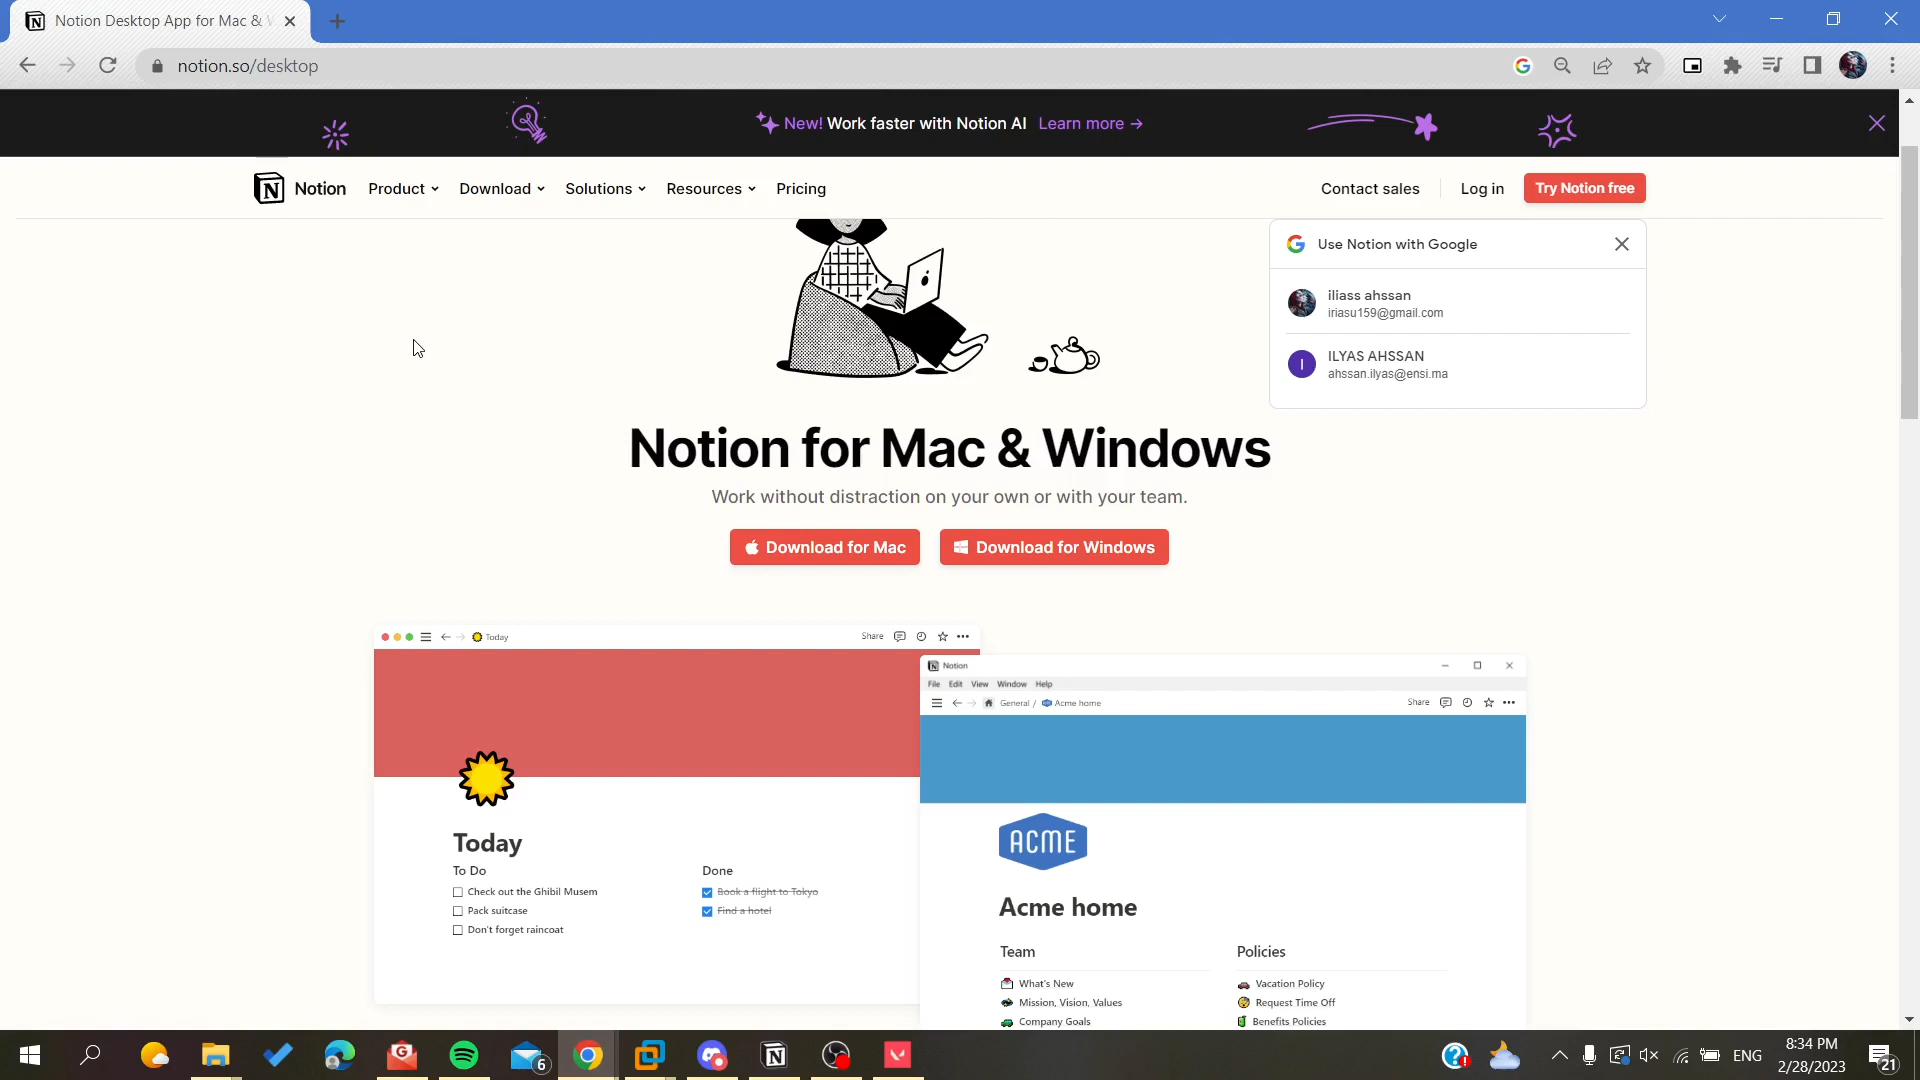 Notion Desktop App for Mac & W
notion.so/desktop
New! Work faster with Notion AI Learn more →
Notion
Product
Download
Solutions
Resources
Pricing
Contact sales
Log in
Try Notion free
Use Notion with Google
iliass ahssan
iriasu159@gmail.com
I
ILYAS AHSSAN
ahssan.ilyas@ensi.ma
Notion for Mac & Windows
Work without distraction on your own or with your team.
Download for Mac
Download for Windows
Today
Share
Today
To Do
Check out the Ghibil Musem
Pack suitcase
Don't forget raincoat
Done
Book a flight to Tokyo
Find a hotel
Notion
File Edit View Window Help
General / Acme home
Share
ACME
Acme home
Team
What's New
Mission, Vision, Values
Company Goals
Policies
Vacation Policy
Request Time Off
Benefits Policies
6
ENG
8:34 PM
2/28/2023
21